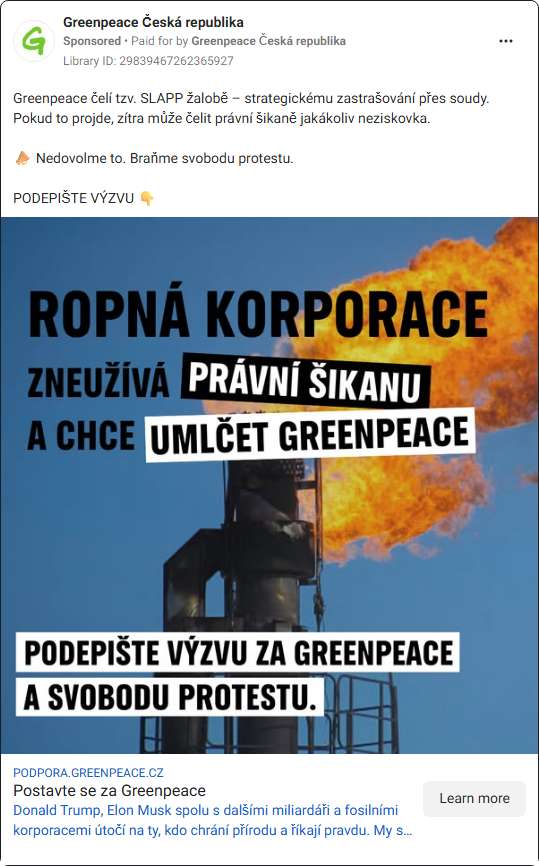 Greenpeace Česká republika
Sponsored • Paid for by Greenpeace Česká republika
Library ID: 29839467262365927
Greenpeace čelí tzv. SLAPP žalobě – strategickému zastrašování přes soudy.
Pokud to projde, zítra může čelit právní šikaně jakákoliv neziskovka.
📣 Nedovolme to. Braňme svobodu protestu.
PODEPIŠTE VÝZVU 👇
ROPNÁ KORPORACE
ZNEUŽÍVÁ PRÁVNÍ ŠIKANU
A CHCE UMLČET GREENPEACE
PODEPIŠTE VÝZVU ZA GREENPEACE
A SVOBODU PROTESTU.
PODPORA.GREENPEACE.CZ
Postavte se za Greenpeace
Donald Trump, Elon Musk spolu s dalšími miliardáři a fosilními
korporacemi útočí na ty, kdo chrání přírodu a říkají pravdu. My s...
Learn more